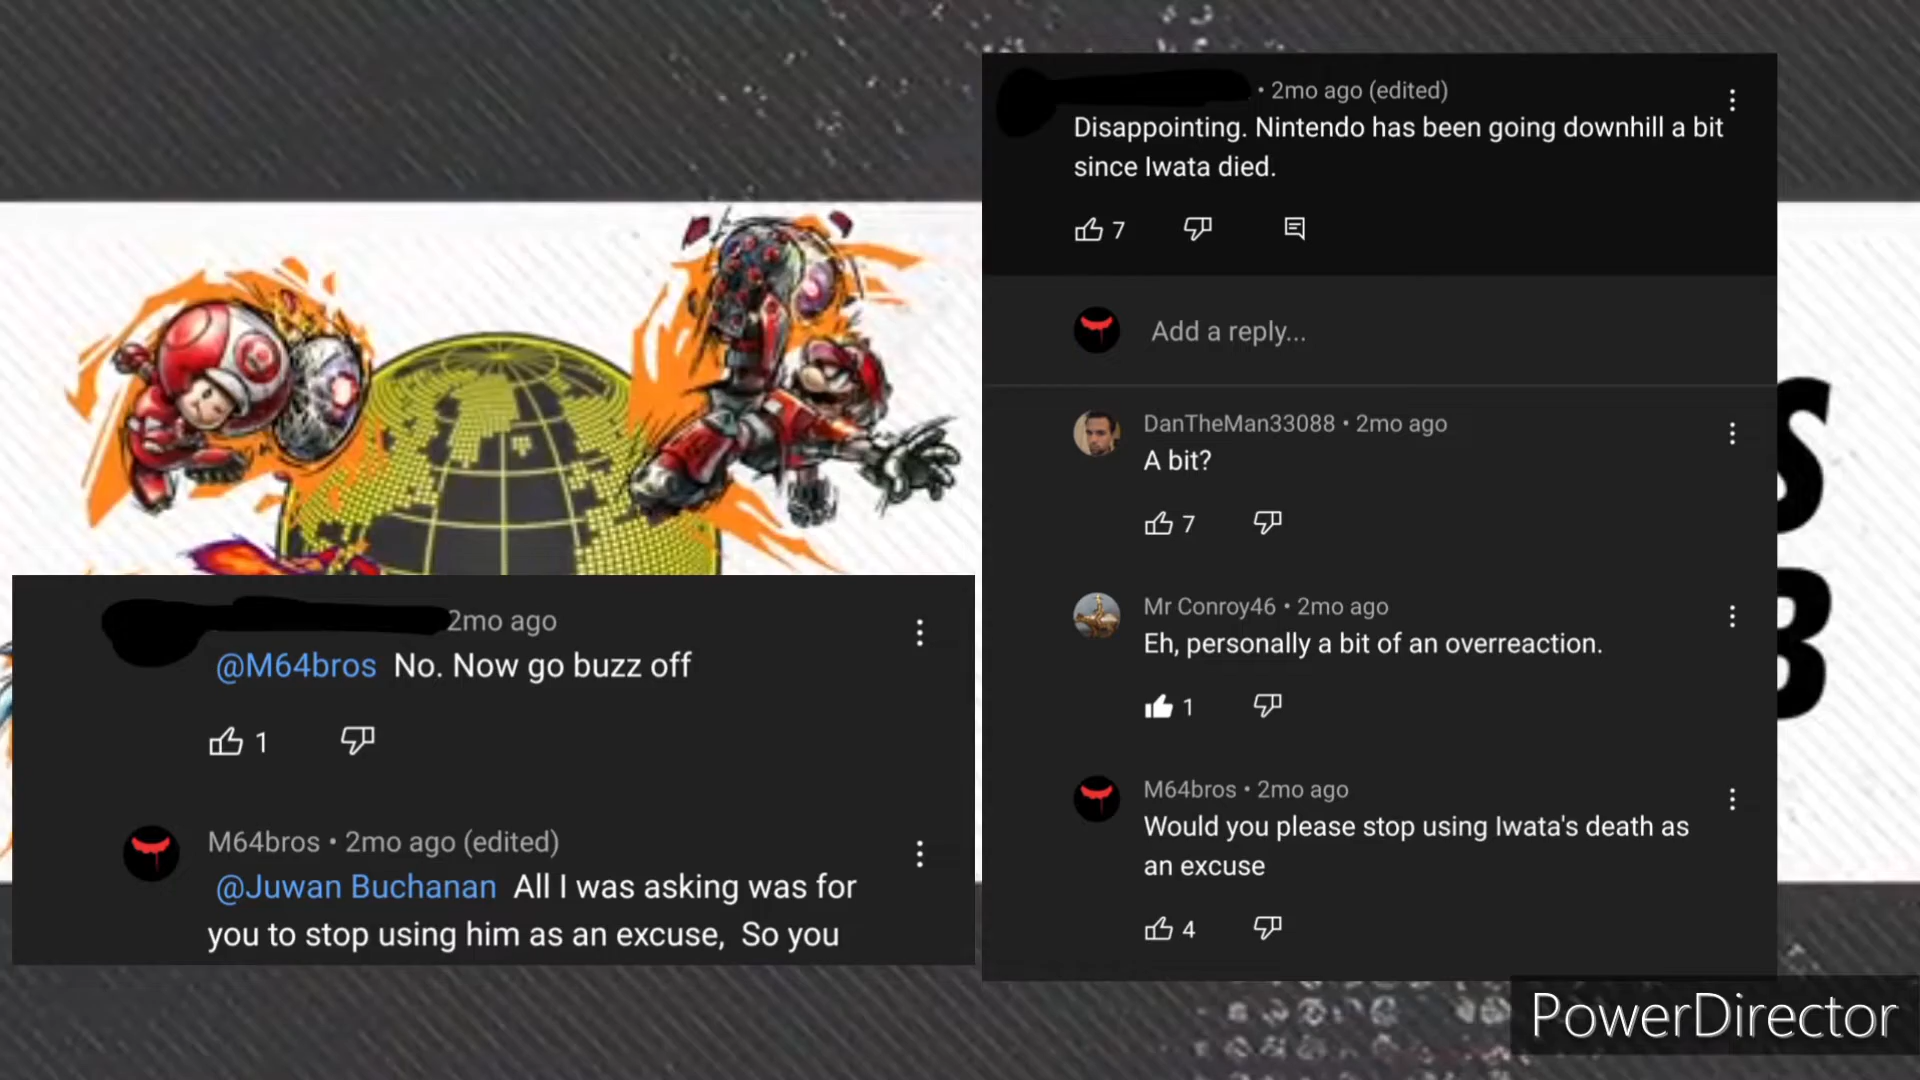 • 2mo ago (edited)
Disappointing. Nintendo has been going downhill a bit
since Iwata died.
7
Add a reply...
DanTheMan33088 • 2mo ago
A bit?
7
Mr Conroy46 • 2mo ago
Eh, personally a bit of an overreaction.
1
M64bros • 2mo ago
Would you please stop using Iwata's death as
an excuse
4
2mo ago
@M64bros No. Now go buzz off
1
M64bros • 2mo ago (edited)
@Juwan Buchanan All I was asking was for
you to stop using him as an excuse, So you
S
B
PowerDirector